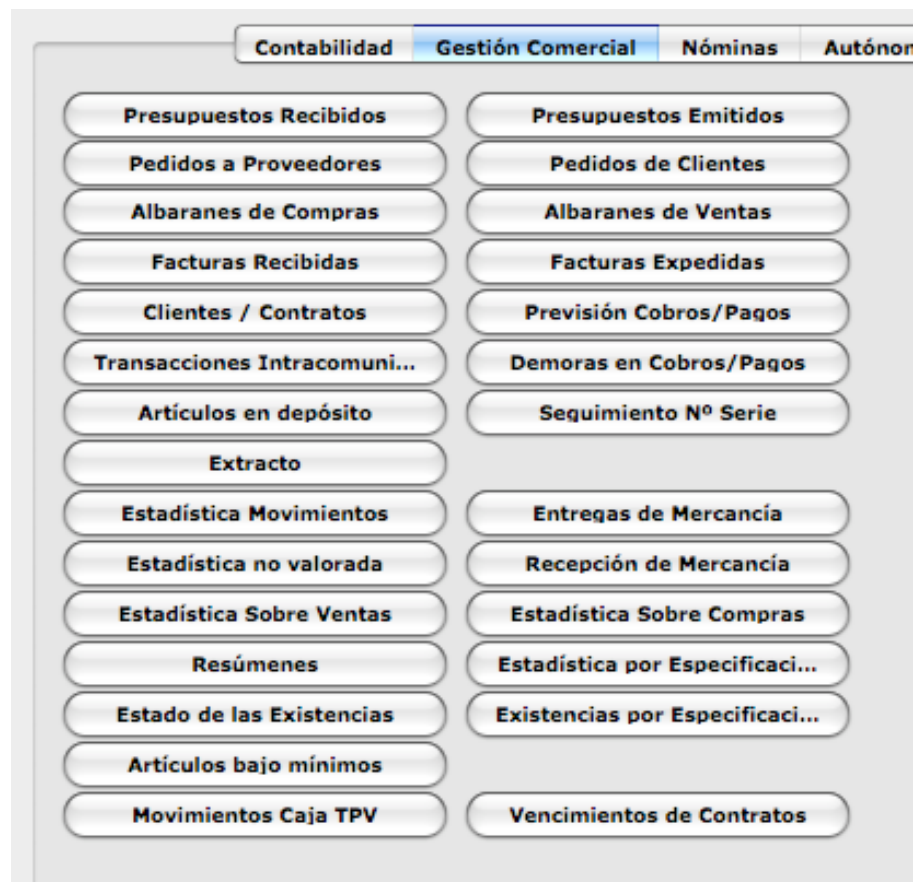 Contabilidad Gestión Comercial Nóminas Autónom
Presupuestos Recibidos Presupuestos Emitidos
Pedidos a Proveedores Pedidos de Clientes
Albaranes de Compras Albaranes de Ventas
Facturas Recibidas Facturas Expedidas
Clientes / Contratos Previsión Cobros/Pagos
Transacciones Intracomuni... Demoras en Cobros/Pagos
Artículos en depósito Seguimiento Nº Serie
Extracto
Estadística Movimientos Entregas de Mercancía
Estadística no valorada Recepción de Mercancía
Estadística Sobre Ventas Estadística Sobre Compras
Resúmenes Estadística por Especificaci...
Estado de las Existencias Existencias por Especificaci...
Artículos bajo mínimos
Movimientos Caja TPV Vencimientos de Contratos